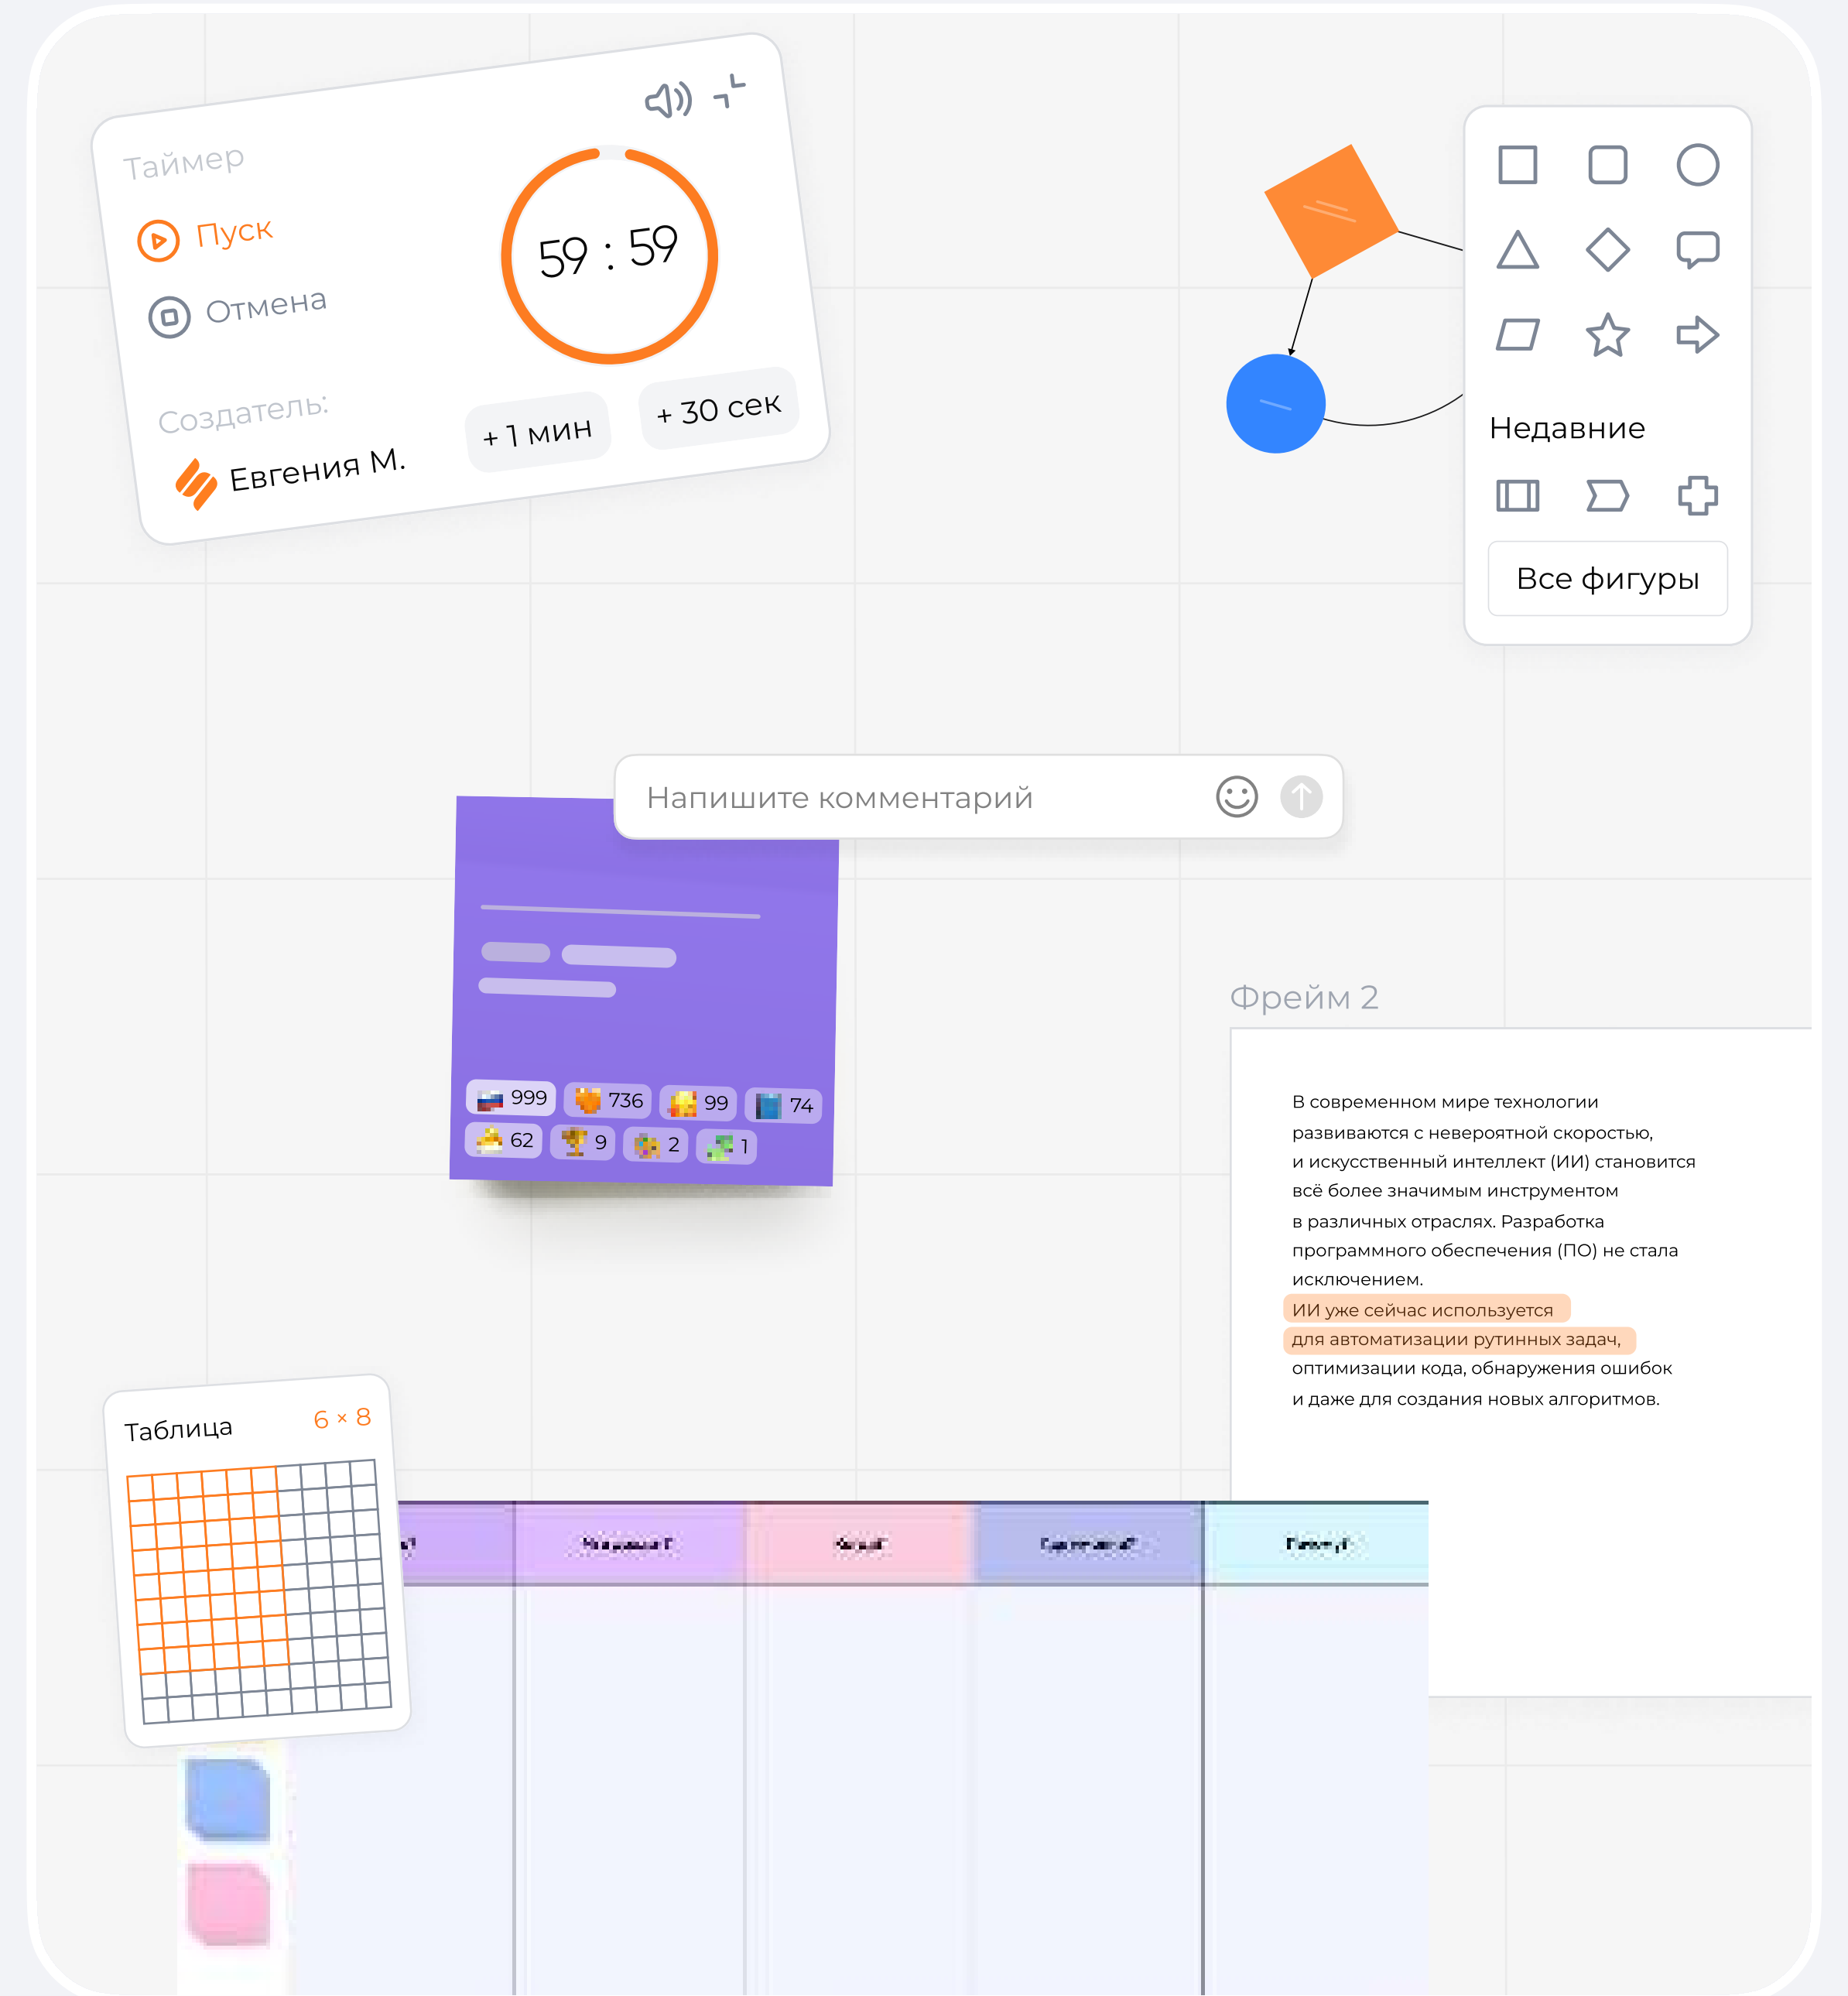 Таймер
Пуск
Отмена
59 : 59
Создатель:
Евгения М.
+ 1 мин
+ 30 сек
Недавние
Все фигуры
Напишите комментарий
999 736 99 74
62 9 2 1
Фрейм 2
В современном мире технологии
развиваются с невероятной скоростью,
и искусственный интеллект (ИИ) становится
всё более значимым инструментом
в различных отраслях. Разработка
программного обеспечения (ПО) не стала
исключением.
ИИ уже сейчас используется
для автоматизации рутинных задач,
оптимизации кода, обнаружения ошибок
и даже для создания новых алгоритмов.
Таблица
6 × 8